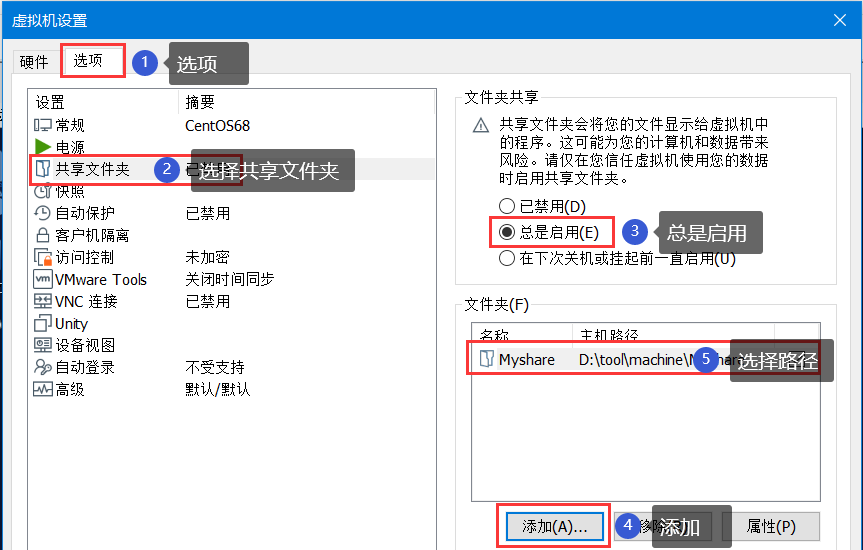 虚拟机设置
硬件
选项
1
选项
设置
摘要
常规
CentOS68
电源
共享文件夹
2
选择共享文件夹
快照
自动保护
已禁用
客户机隔离
访问控制
未加密
VMware Tools
关闭时间同步
VNC 连接
已禁用
Unity
设备视图
自动登录
不受支持
高级
默认/默认
文件夹共享
共享文件夹会将您的文件显示给虚拟机中
的程序。这可能为您的计算机和数据带来
风险。请仅在您信任虚拟机使用您的数据
时启用共享文件夹。
已禁用(D)
总是启用(E)
3
总是启用
在下次关机或挂起前一直启用(U)
文件夹(F)
名称
主机路径
Myshare
D:\tool\machine\
5
选择路径
添加(A)...
4
添加
属性(P)